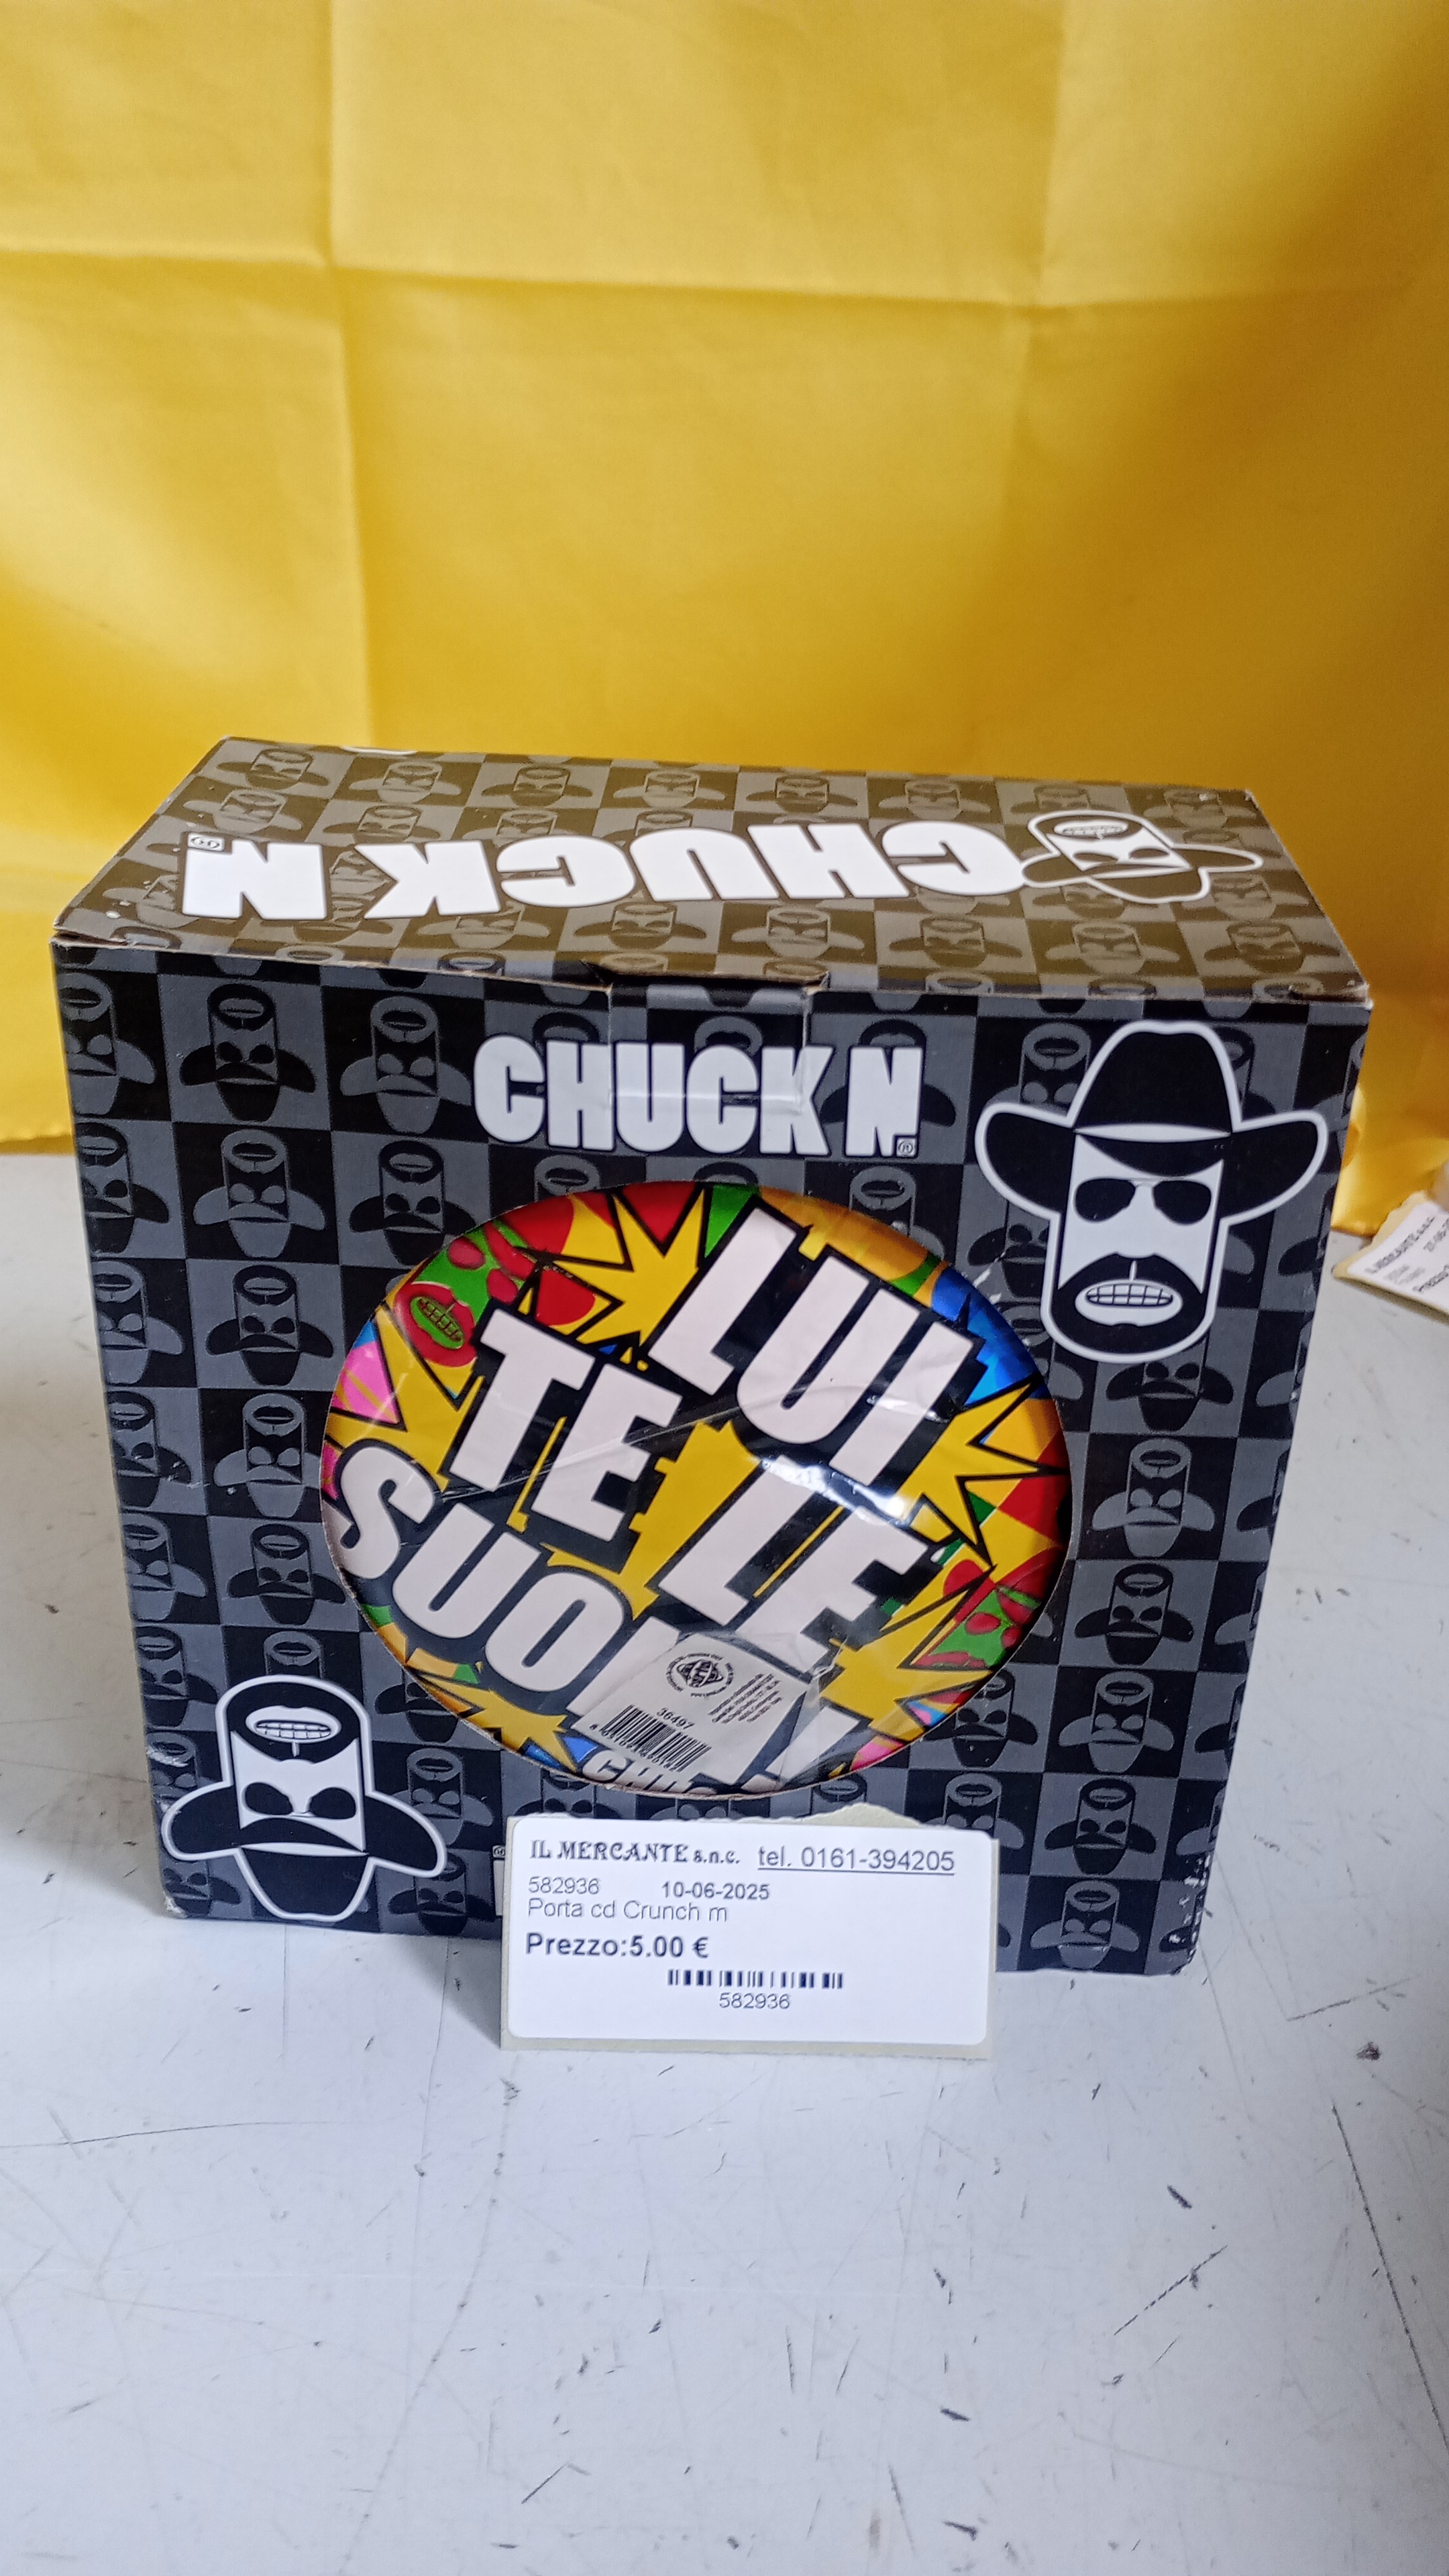 CHUCK N®
CHUCK N®
LUI
TE LE
SUON
36497
IL MERCANTE s.n.c. tel. 0161-394205
582936 10-06-2025
Porta cd Crunch m
Prezzo:5.00 €
582936